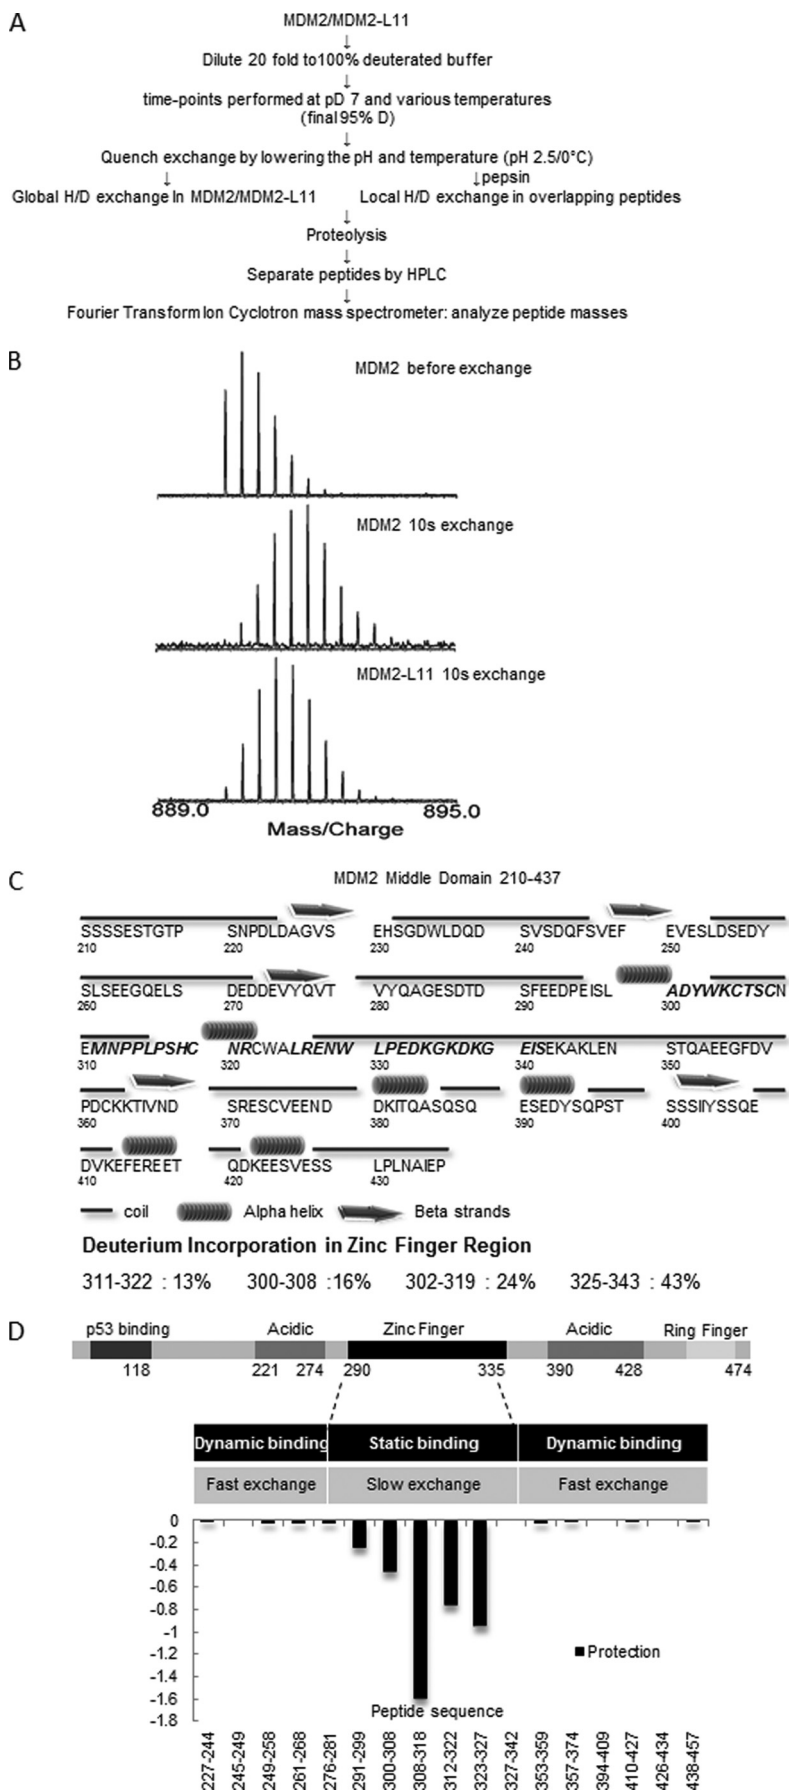 A
MDM2/MDM2-L11
↓
Dilute 20 fold to100% deuterated buffer
↓
time-points performed at pD 7 and various temperatures
(final 95% D)
↓
Quench exchange by lowering the pH and temperature (pH 2.5/0°C)
↓ ↓pepsin
Global H/D exchange In MDM2/MDM2-L11 Local H/D exchange in overlapping peptides
↓
Proteolysis
↓
Separate peptides by HPLC
↓
Fourier Transform Ion Cyclotron mass spectrometer: analyze peptide masses
B
MDM2 before exchange
MDM2 10s exchange
MDM2-L11 10s exchange
889.0 895.0
Mass/Charge
C
MDM2 Middle Domain 210-437
SSSSESTGTP SNPDLDAGVS EHSGDWLDQD SVSDQFSVEF EVESLDSEDY
210 220 230 240 250
SLSEEGQELS DEDDEVYQVT VYQAGESDTD SFEEDPEISL ADYWKCTSCN
260 270 280 290 300
EMNPPLPSHC NRCWALRENW LPEDKGKDKG EISEKAKLEN STQAEEGFDV
310 320 330 340 350
PDCKKTIVND SRESCVEEND DKITQASQSQ ESEDYSQPST SSSIIYSSQE
360 370 380 390 400
DVKEFEREET QDKEESVESS LPLNAIEP
410 420 430
coil Alpha helix Beta strands
Deuterium Incorporation in Zinc Finger Region
311-322 : 13% 300-308 :16% 302-319 : 24% 325-343 : 43%
D
p53 binding Acidic Zinc Finger Acidic Ring Finger
118 221 274 290 335 390 428 474
Dynamic binding Static binding Dynamic binding
Fast exchange Slow exchange Fast exchange
0
-0.2
-0.4
-0.6
-0.8
-1
-1.2
-1.4
-1.6
-1.8
Protection
Peptide sequence
227-244
245-249
249-258
261-268
276-281
291-299
300-308
308-318
312-322
323-327
327-342
353-359
357-374
394-409
410-427
426-434
438-457